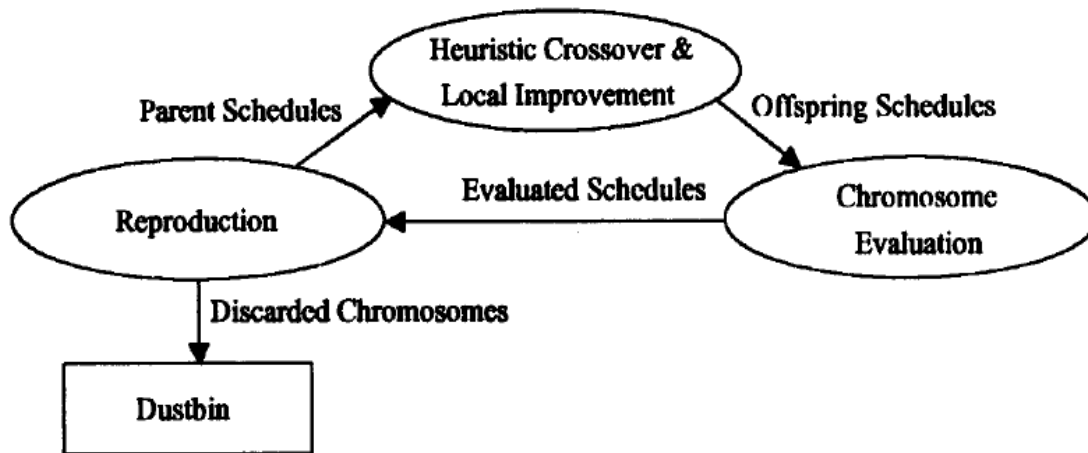 Heuristic Crossover &
Local Improvement
Parent Schedules
Offspring Schedules
Evaluated Schedules
Reproduction
Chromosome
Evaluation
Discarded Chromosomes
Dustbin